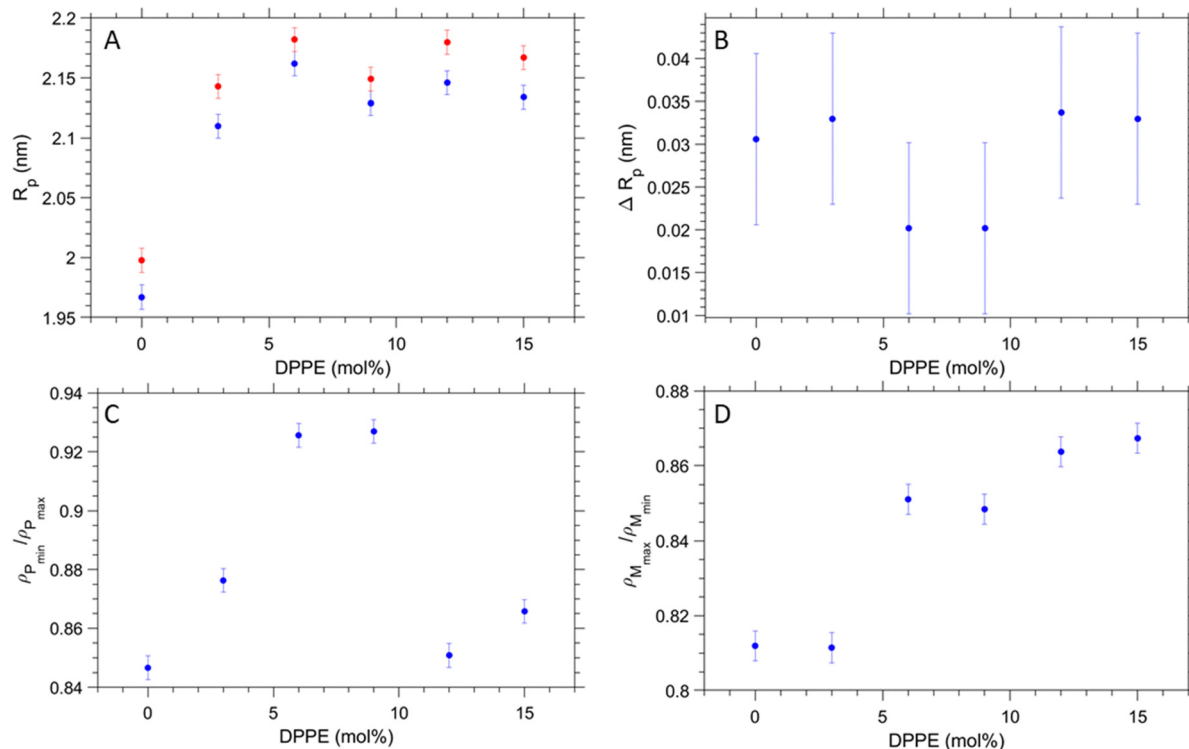 A
2.2
2.15
2.1
2.05
2
1.95
R_p (nm)
0 5 10 15
DPPE (mol%)
B
0.04
0.035
0.03
0.025
0.02
0.015
0.01
Δ R_p (nm)
0 5 10 15
DPPE (mol%)
C
0.94
0.92
0.9
0.88
0.86
0.84
ρ_P_min /ρ_P_max
0 5 10 15
DPPE (mol%)
D
0.88
0.86
0.84
0.82
0.8
ρ_M_max /ρ_M_min
0 5 10 15
DPPE (mol%)